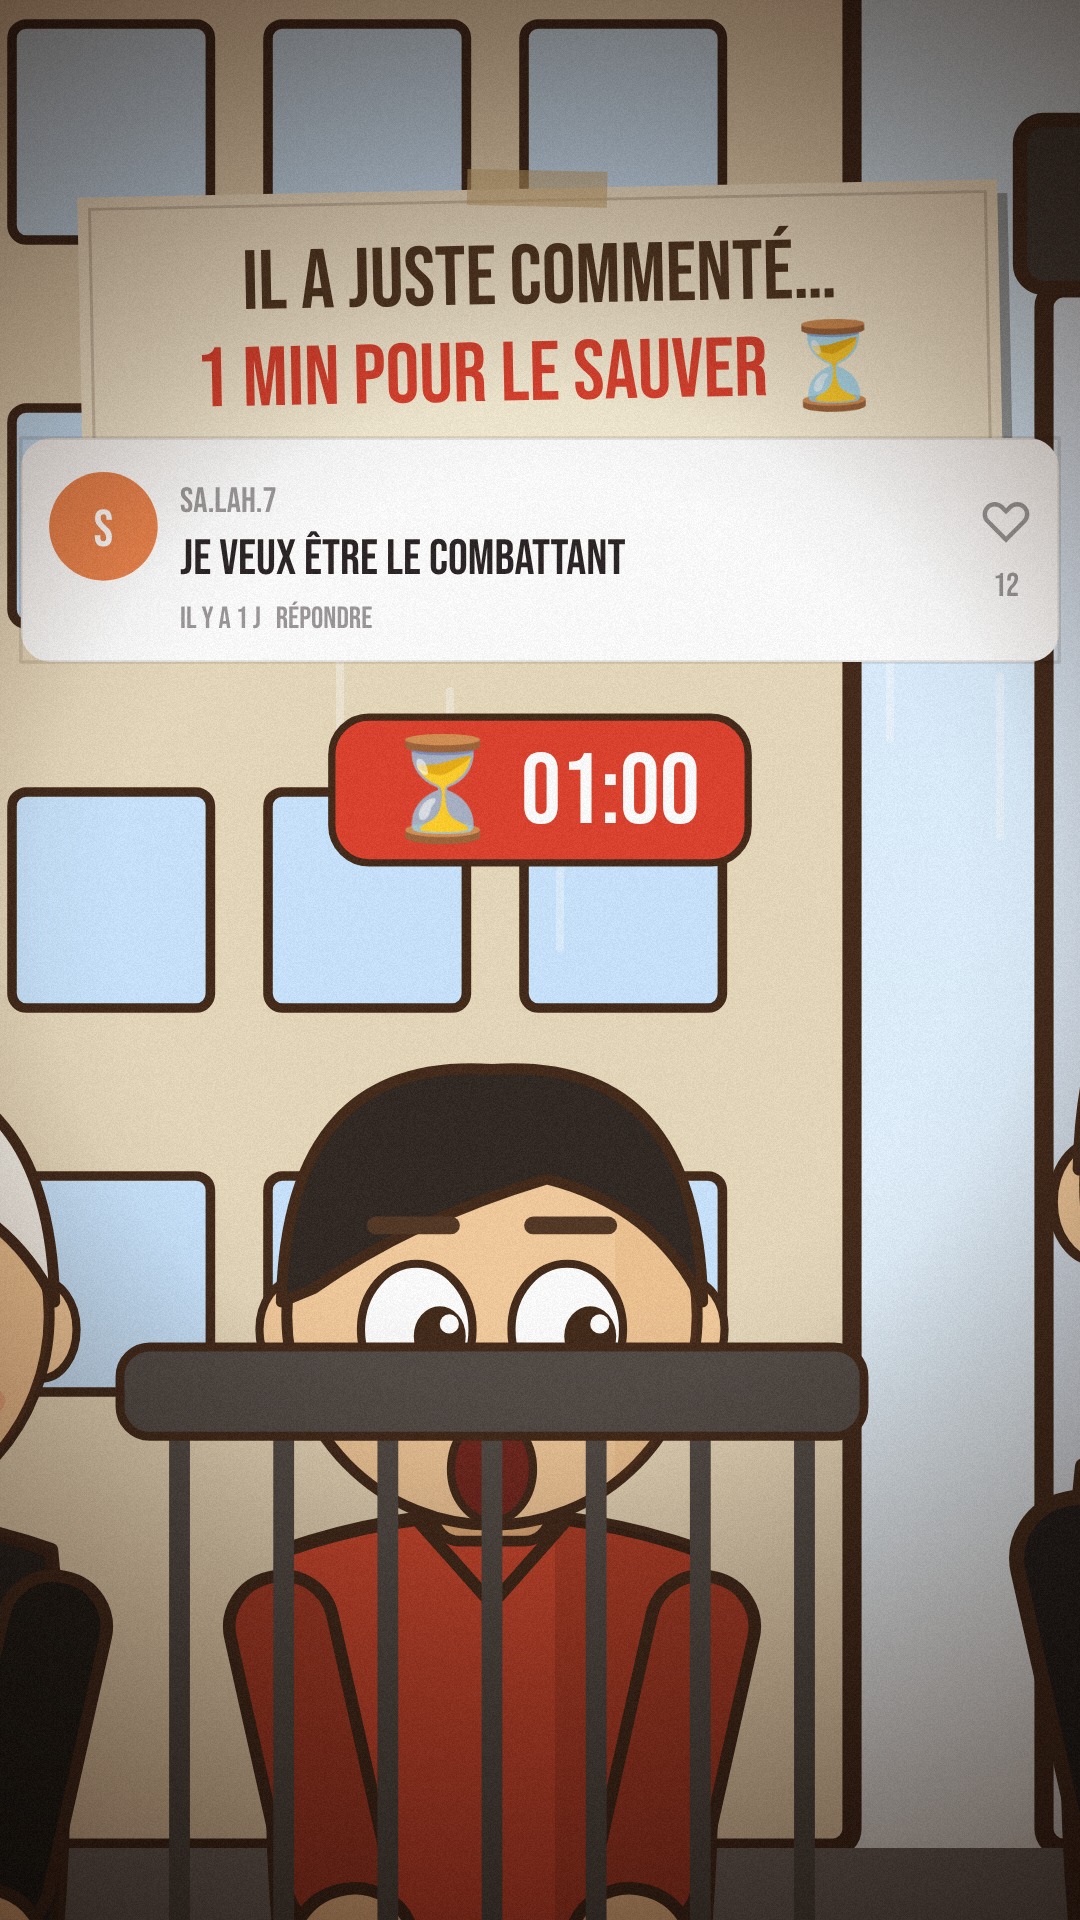 IL A JUSTE COMMENTÉ...
1 MIN POUR LE SAUVER ⏳
S
SA.LAH.7
JE VEUX ÊTRE LE COMBATTANT
IL Y A 1 J RÉPONDRE
12
⏳ 01:00